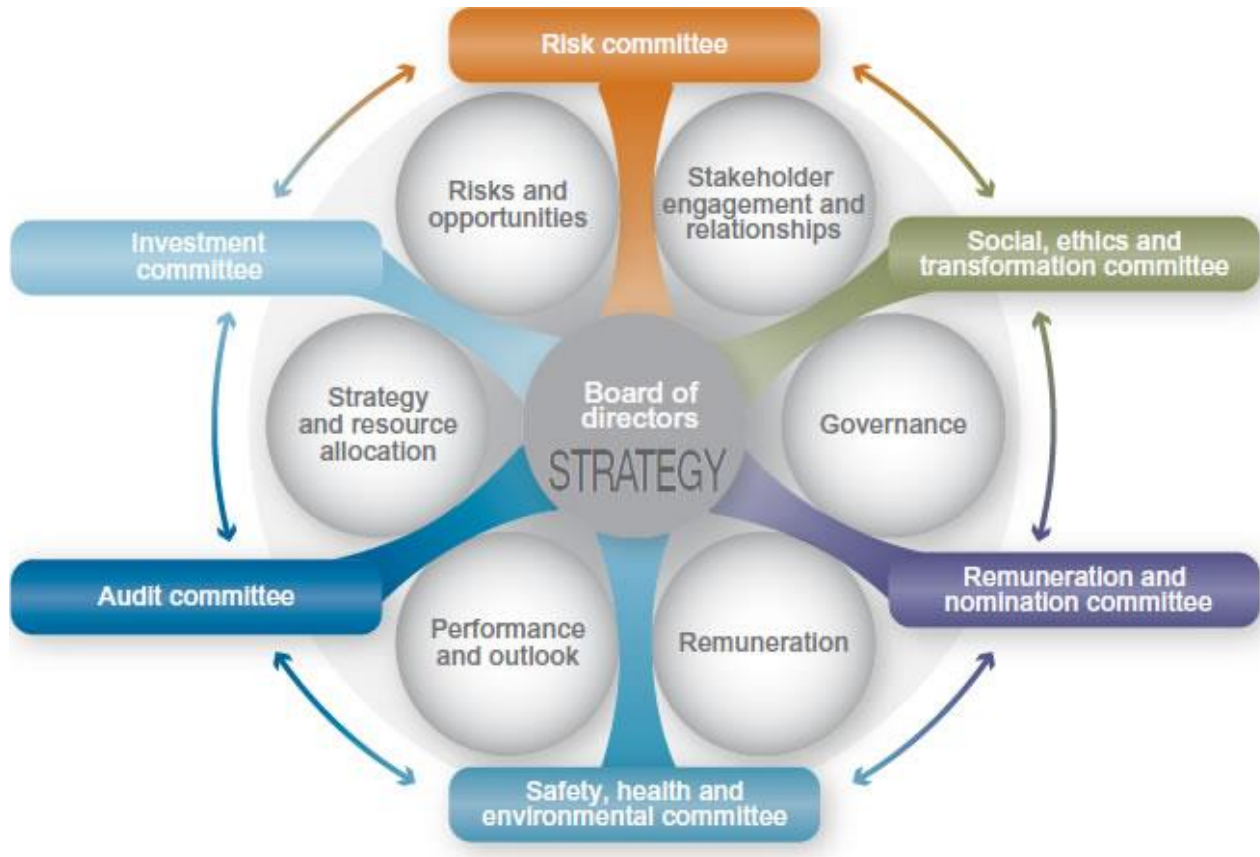 Risk committee
Risks and
opportunities
Stakeholder
engagement and
relationships
Investment
committee
Social, ethics and
transformation committee
Strategy
and resource
allocation
Board of
directors
STRATEGY
Governance
Audit committee
Remuneration and
nomination committee
Performance
and outlook
Remuneration
Safety, health and
environmental committee